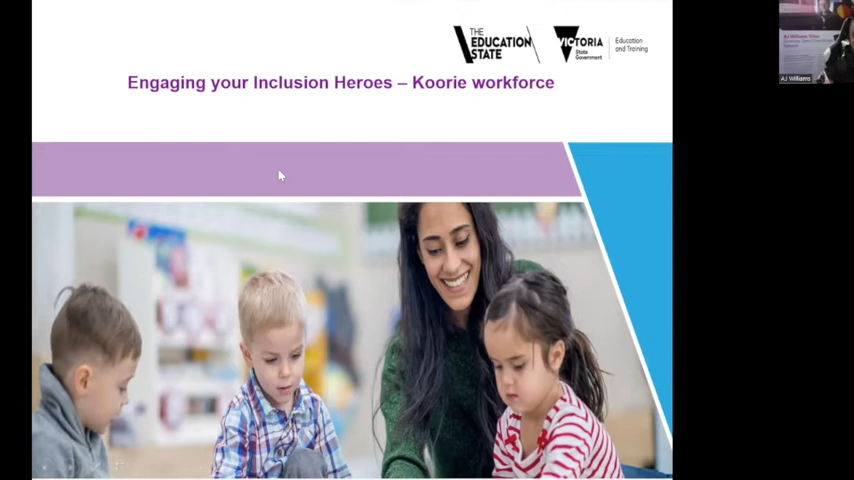 THE
EDUCATION
STATE
VICTORIA
State
Government
Education
and Training
Engaging your Inclusion Heroes – Koorie workforce
AJ Williams